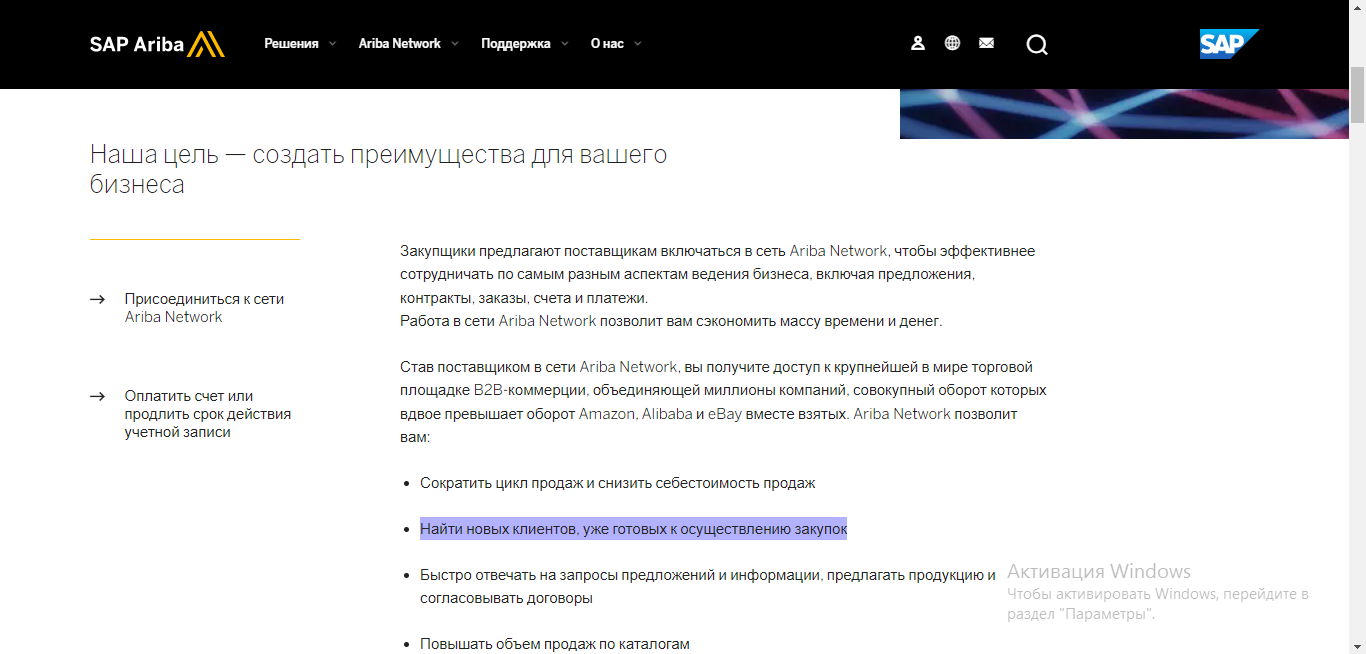 SAP Ariba
Решения
Ariba Network
Поддержка
О нас
SAP
Наша цель — создать преимущества для вашего
бизнеса
Присоединиться к сети
Ariba Network
Оплатить счет или
продлить срок действия
учетной записи
Закупщики предлагают поставщикам включаться в сеть Ariba Network, чтобы эффективнее
сотрудничать по самым разным аспектам ведения бизнеса, включая предложения,
контракты, заказы, счета и платежи.
Работа в сети Ariba Network позволит вам сэкономить массу времени и денег.
Став поставщиком в сети Ariba Network, вы получите доступ к крупнейшей в мире торговой
площадке B2B-коммерции, объединяющей миллионы компаний, совокупный оборот которых
вдвое превышает оборот Amazon, Alibaba и eBay вместе взятых. Ariba Network позволит
вам:
Сократить цикл продаж и снизить себестоимость продаж
Найти новых клиентов, уже готовых к осуществлению закупок
Быстро отвечать на запросы предложений и информации, предлагать продукцию и
согласовывать договоры
Повышать объем продаж по каталогам
Активация Windows
Чтобы активировать Windows, перейдите в
раздел "Параметры".